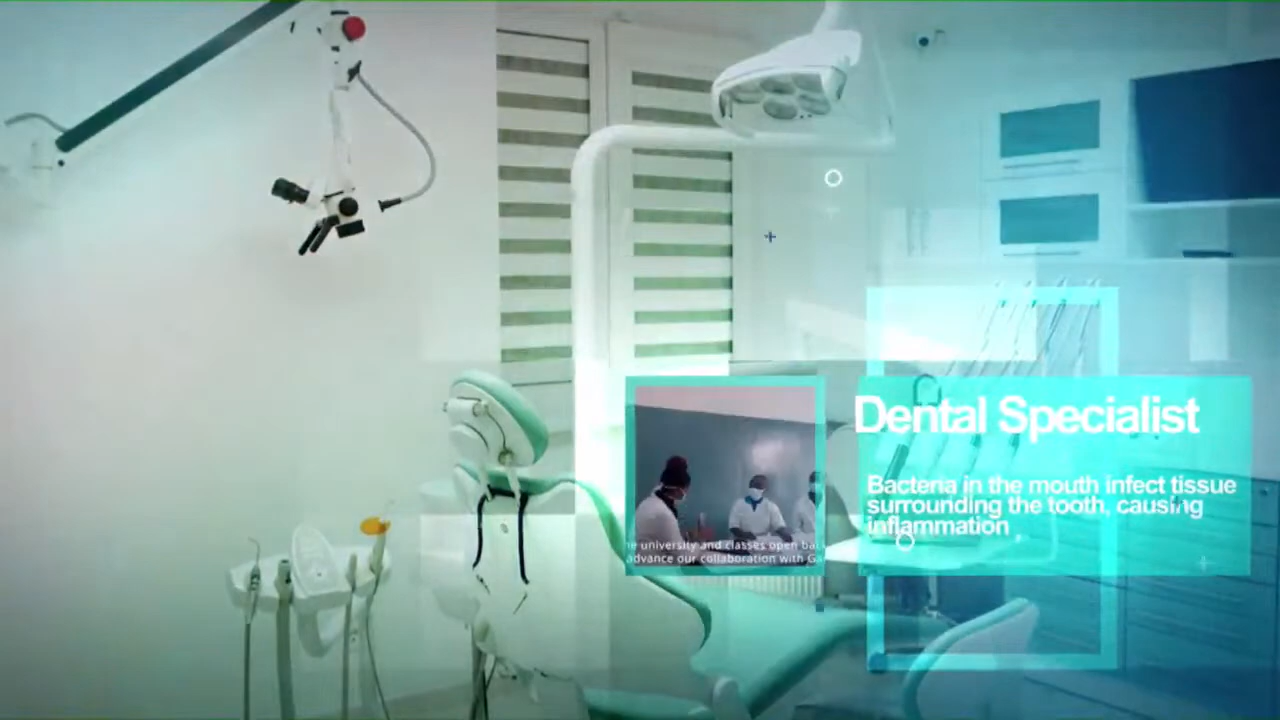 Dental Specialist
Bacteria in the mouth infect tissue
surrounding the tooth, causing
inflammation
university and classes open
advance our collaboration with